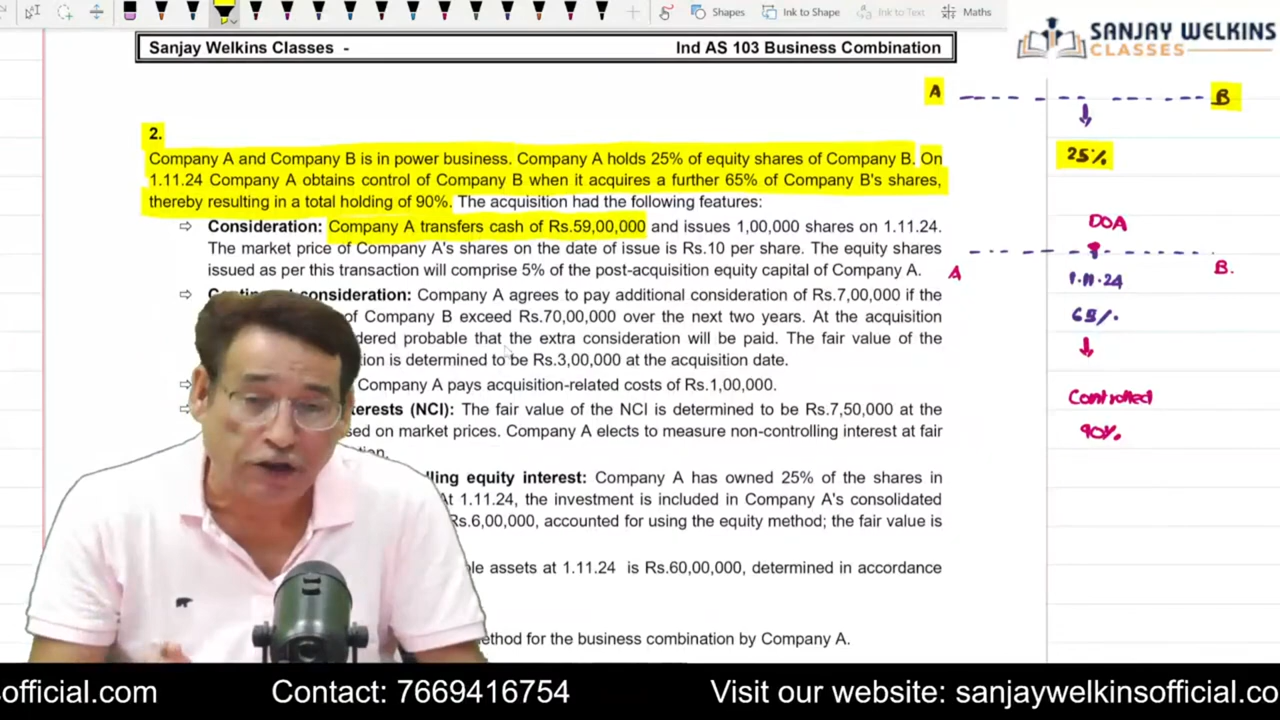 Shapes Ink to Shape Ink to Text Maths
SANJAY WELKINS
CLASSES
Sanjay Welkins Classes - Ind AS 103 Business Combination
A B
25%
DOA
A B.
1.11.24
65%
Controlled
90%
2.
Company A and Company B is in power business. Company A holds 25% of equity shares of Company B. On
1.11.24 Company A obtains control of Company B when it acquires a further 65% of Company B's shares,
thereby resulting in a total holding of 90%. The acquisition had the following features:
⇨ Consideration: Company A transfers cash of Rs.59,00,000 and issues 1,00,000 shares on 1.11.24.
The market price of Company A's shares on the date of issue is Rs.10 per share. The equity shares
issued as per this transaction will comprise 5% of the post-acquisition equity capital of Company A.
⇨ consideration: Company A agrees to pay additional consideration of Rs.7,00,000 if the
of Company B exceed Rs.70,00,000 over the next two years. At the acquisition
probable that the extra consideration will be paid. The fair value of the
is determined to be Rs.3,00,000 at the acquisition date.
⇨ Company A pays acquisition-related costs of Rs.1,00,000.
(NCI): The fair value of the NCI is determined to be Rs.7,50,000 at the
on market prices. Company A elects to measure non-controlling interest at fair
equity interest: Company A has owned 25% of the shares in
At 1.11.24, the investment is included in Company A's consolidated
Rs.6,00,000, accounted for using the equity method; the fair value is
assets at 1.11.24 is Rs.60,00,000, determined in accordance
for the business combination by Company A.
sofficial.com Contact: 7669416754 Visit our website: sanjaywelkinsofficial.co